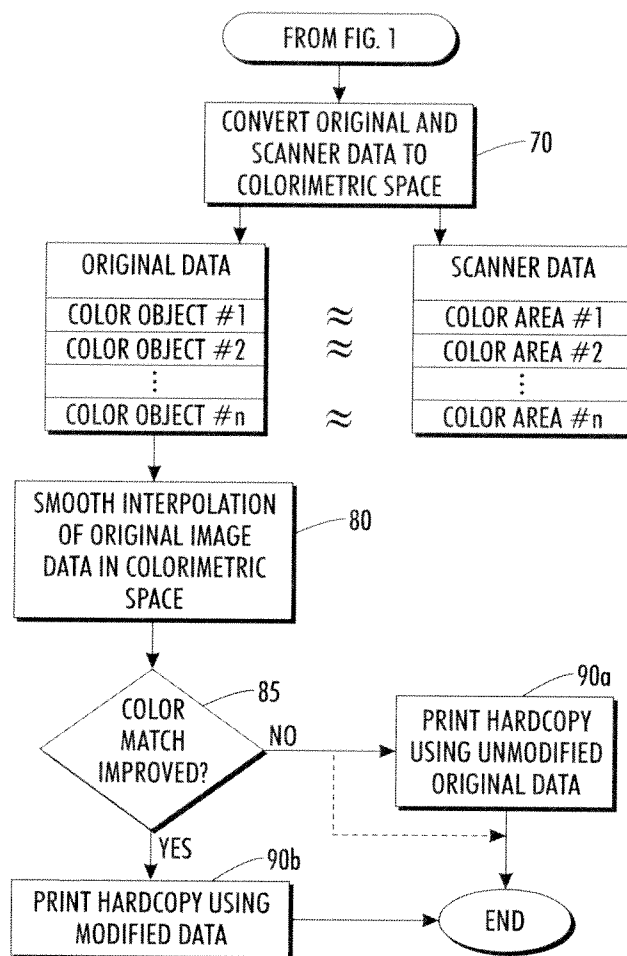 FROM FIG. 1
CONVERT ORIGINAL AND
SCANNER DATA TO
COLORIMETRIC SPACE
70
ORIGINAL DATA
COLOR OBJECT #1
COLOR OBJECT #2
⋮
COLOR OBJECT #n
≈
≈
≈
SCANNER DATA
COLOR AREA #1
COLOR AREA #2
⋮
COLOR AREA #n
SMOOTH INTERPOLATION
OF ORIGINAL IMAGE
DATA IN COLORIMETRIC
SPACE
80
COLOR
MATCH
IMPROVED?
85
NO
90a
PRINT HARDCOPY
USING UNMODIFIED
ORIGINAL DATA
YES
90b
PRINT HARDCOPY USING
MODIFIED DATA
END